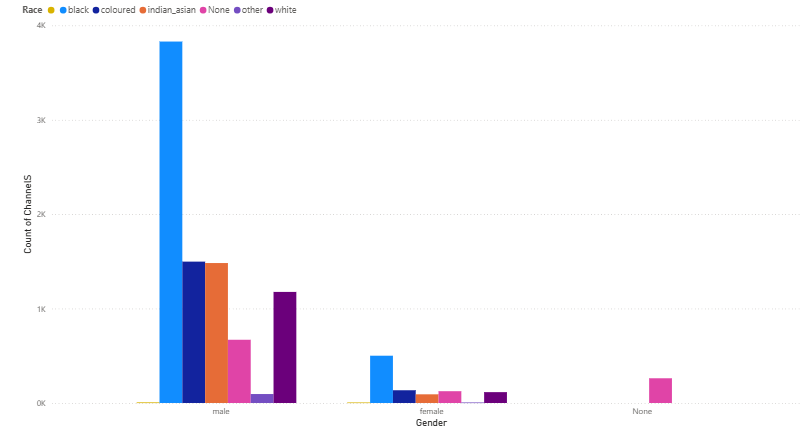 Race black coloured indian_asian None other white
4K
3K
2K
1K
0K
Count of ChannelS
male female None
Gender